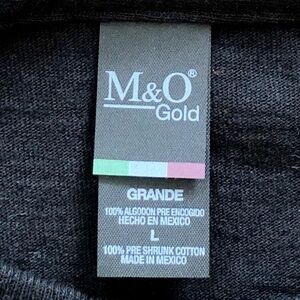 M&O®
Gold
GRANDE
100% ALGODON PRE ENCOGIDO
HECHO EN MEXICO
L
100% PRE SHRUNK COTTON
MADE IN MEXICO